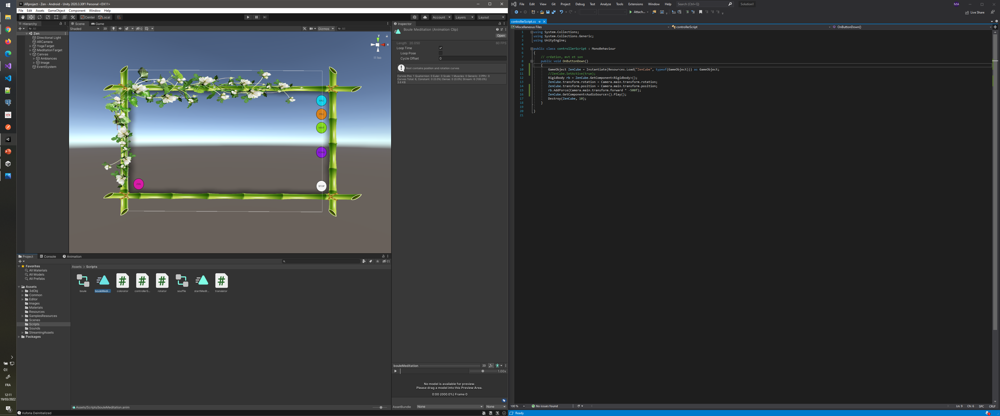 ARproject - Zen - Android - Unity 2020.3.30f1 Personal <DX11>
File Edit Assets GameObject Component Window Help
Center Local
Account Layers Layout
Hierarchy
All
Zen
Directional Light
ARCamera
YogaTarget
MeditationTarget
Canvas
Ambiances
Image
EventSystem
Scene Game
Shaded 2D 0 Gizmos All
y
x
Iso
EAU
FEU
VENT
ZEN
STOP
Inspector
Boule Meditation (Animation Clip)
Open
Length 20.050 60 FPS
Loop Time
Loop Pose
Cycle Offset 0
Root contains position and rotation curves
Curves Pos: 1 Quaternion: 0 Euler: 0 Scale: 1 Muscles: 0 Generic: 0 PPtr: 0
Curves Total: 6, Constant: 0 (0.0%) Dense: 0 (0.0%) Stream: 6 (100.0%)
3.6 KB
bouleMeditation 2D
1.00x
No model is available for preview.
Please drag a model into this Preview Area.
0:00 (000.0%) Frame 0
AssetBundle None None
Project Console Animation
11
Favorites
All Materials
All Models
All Prefabs
Assets
3dObj
Common
Editor
Images
Materials
Resources
SamplesResources
Scenes
Scripts
Sounds
StreamingAssets
Packages
Assets > Scripts
boule bouleMedi... colorator controllerS... rotator souffle startMedit... translator
Assets/Scripts/bouleMeditation.anim
Vuforia Deinitialized
FRA
12:11
19/03/2022
3
File Edit View Git Project Debug Test Analyze Tools Extensions Window Help Search (Ctrl+Q) Solution1 MA
Attach... Live Share
controllerScript.cs
Miscellaneous Files controllerScript OnButtonDown()
1 using System.Collections;
2 using System.Collections.Generic;
3 using UnityEngine;
4
5 public class controllerScript : MonoBehaviour
6 {
7 // création, mvt et son
8 public void OnButtonDown()
9 {
10 GameObject ZenCube = Instantiate(Resources.Load("ZenCube", typeof(GameObject))) as GameObject;
11 //ZenCube.SetActive(true);
12 Rigidbody rb = ZenCube.GetComponent<Rigidbody>();
13 ZenCube.transform.rotation = Camera.main.transform.rotation;
14 ZenCube.transform.position = Camera.main.transform.position;
15 rb.AddForce(Camera.main.transform.forward * -500f);
16 ZenCube.GetComponent<AudioSource>().Play();
17 Destroy(ZenCube, 10);
18 }
19
20 }
21
100 % No issues found Ln: 9 Ch: 6 SPC CRLF
Ready 1